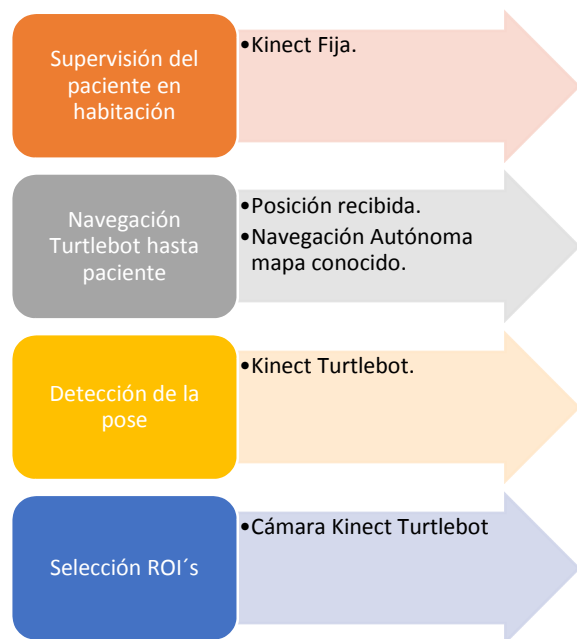 Supervisión del
paciente en
habitación
•Kinect Fija.
Navegación
Turtlebot hasta
paciente
•Posición recibida.
•Navegación Autónoma
mapa conocido.
Detección de la
pose
•Kinect Turtlebot.
Selección ROI´s
•Cámara Kinect Turtlebot